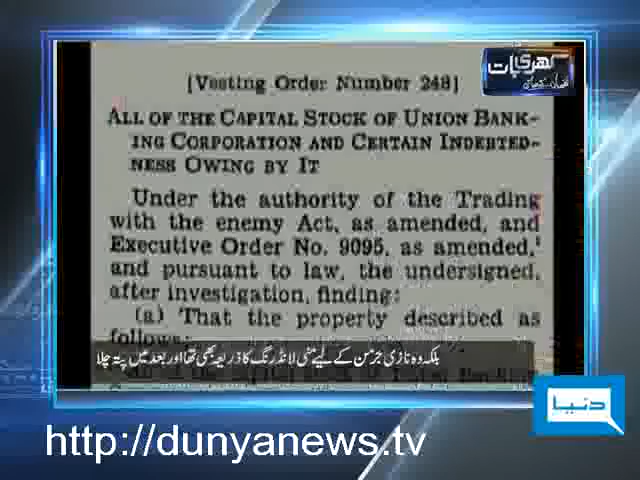 کھری بات
[Vesting Order Number 248]
ALL OF THE CAPITAL STOCK OF UNION BANK-
ING CORPORATION AND CERTAIN INDEBTED-
NESS OWING BY IT
Under the authority of the Trading
with the enemy Act, as amended, and
Executive Order No. 9095, as amended,¹
and pursuant to law, the undersigned,
after investigation, finding:
(a) That the property described as
follows:
بلکہ وہ نازی جرمن کے لیے منی لانڈرنگ کا ذریعہ بھی تھا اور بعد میں پتہ چلا
دنیا
http://dunyanews.tv